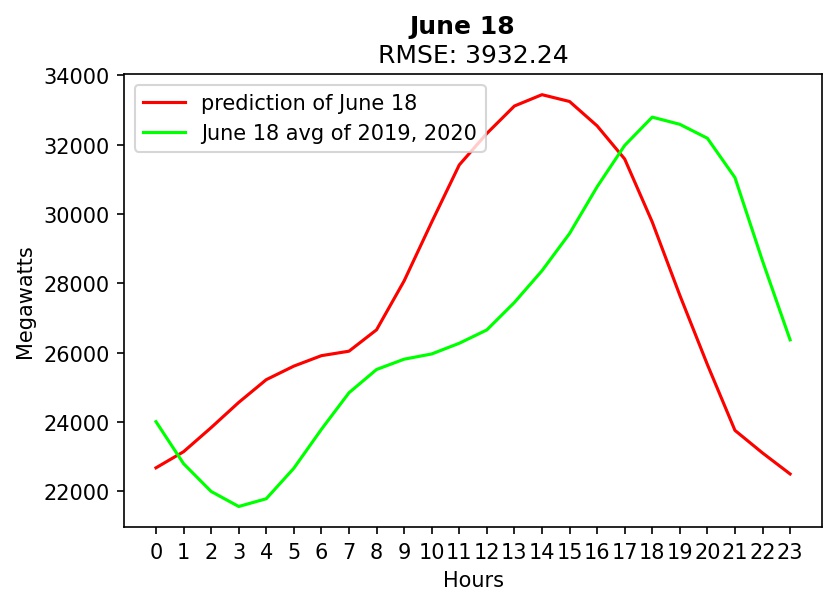 June 18
RMSE: 3932.24
prediction of June 18
June 18 avg of 2019, 2020
34000
32000
30000
28000
26000
24000
22000
Megawatts
0 1 2 3 4 5 6 7 8 9 10 11 12 13 14 15 16 17 18 19 20 21 22 23
Hours